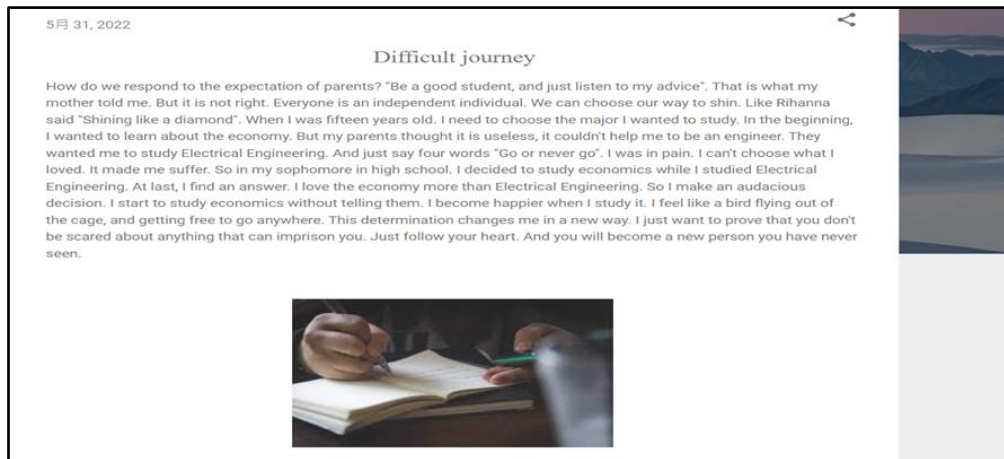 5月 31, 2022
Difficult journey
How do we respond to the expectation of parents? "Be a good student, and just listen to my advice". That is what my
mother told me. But it is not right. Everyone is an independent individual. We can choose our way to shin. Like Rihanna
said "Shining like a diamond". When I was fifteen years old. I need to choose the major I wanted to study. In the beginning,
I wanted to learn about the economy. But my parents thought it is useless, it couldn't help me to be an engineer. They
wanted me to study Electrical Engineering. And just say four words "Go or never go". I was in pain. I can't choose what I
loved. It made me suffer. So in my sophomore in high school. I decided to study economics while I studied Electrical
Engineering. At last, I find an answer. I love the economy more than Electrical Engineering. So I make an audacious
decision. I start to study economics without telling them. I become happier when I study it. I feel like a bird flying out of
the cage, and getting free to go anywhere. This determination changes me in a new way. I just want to prove that you don't
be scared about anything that can imprison you. Just follow your heart. And you will become a new person you have never
seen.